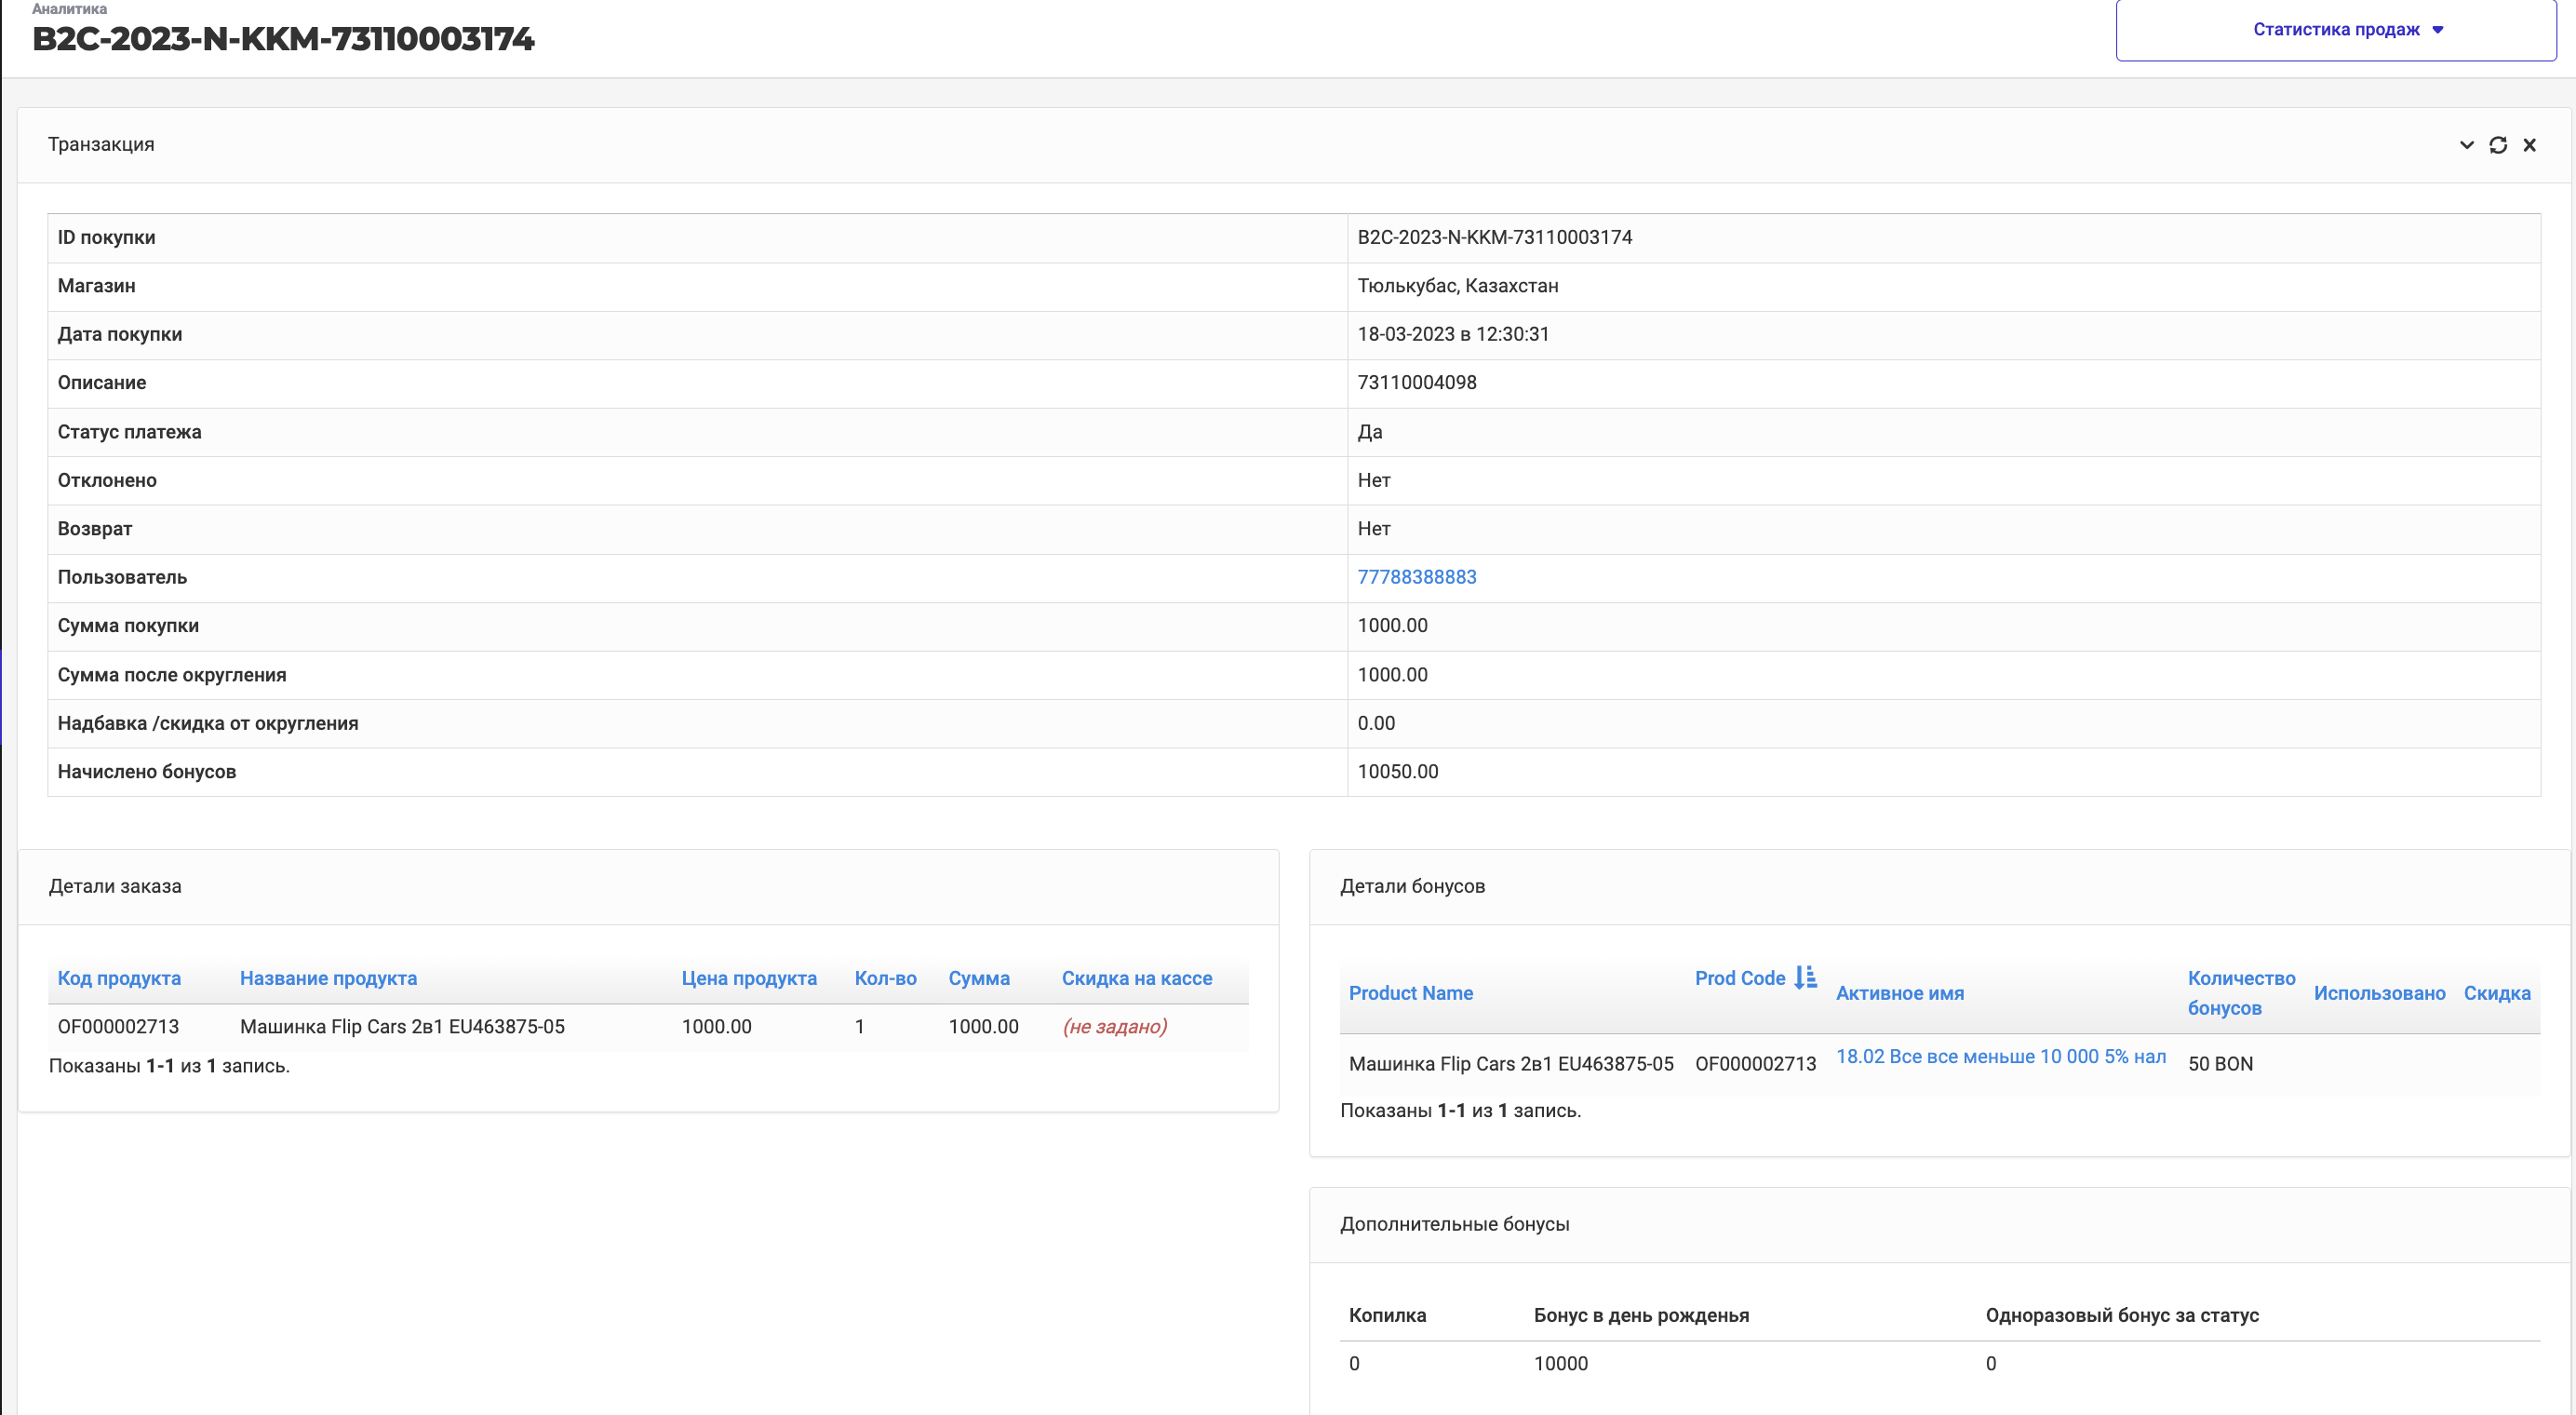 Аналитика
B2C-2023-N-KKM-73110003174
Статистика продаж
Транзакция
ID покупки B2C-2023-N-KKM-73110003174
Магазин Тюлькубас, Казахстан
Дата покупки 18-03-2023 в 12:30:31
Описание 73110004098
Статус платежа Да
Отклонено Нет
Возврат Нет
Пользователь 77788388883
Сумма покупки 1000.00
Сумма после округления 1000.00
Надбавка /скидка от округления 0.00
Начислено бонусов 10050.00
Детали заказа
Код продукта Название продукта Цена продукта Кол-во Сумма Скидка на кассе
OF000002713 Машинка Flip Cars 2в1 EU463875-05 1000.00 1 1000.00 (не задано)
Показаны 1-1 из 1 запись.
Детали бонусов
Product Name Prod Code Активное имя Количество бонусов Использовано Скидка
Машинка Flip Cars 2в1 EU463875-05 OF000002713 18.02 Все все меньше 10 000 5% нал 50 BON
Показаны 1-1 из 1 запись.
Дополнительные бонусы
Копилка Бонус в день рожденья Одноразовый бонус за статус
0 10000 0